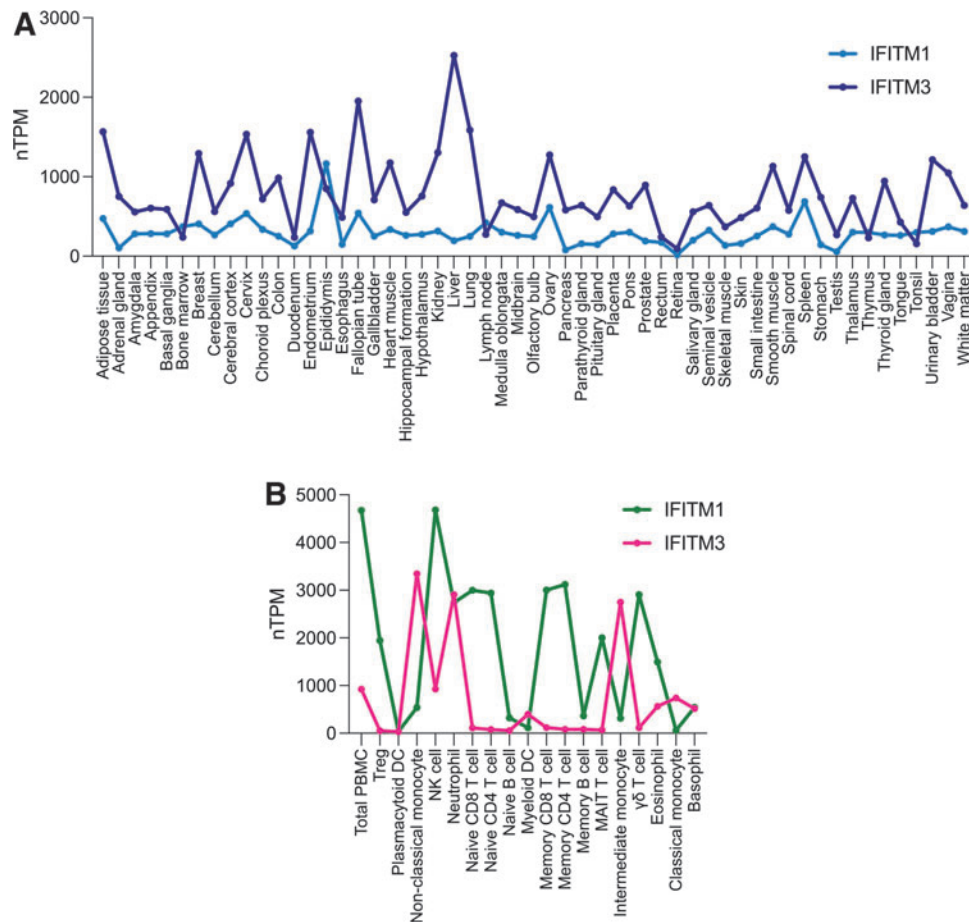 A
3000
2000
1000
0
nTPM
IFITM1
IFITM3
Adipose tissue
Adrenal gland
Amygdala
Appendix
Basal ganglia
Bone marrow
Breast
Cerebellum
Cerebral cortex
Cervix
Choroid plexus
Colon
Duodenum
Endometrium
Epididymis
Esophagus
Fallopian tube
Gallbladder
Heart muscle
Hippocampal formation
Hypothalamus
Kidney
Liver
Lung
Lymph node
Medulla oblongata
Midbrain
Olfactory bulb
Ovary
Pancreas
Parathyroid gland
Pituitary gland
Placenta
Pons
Prostate
Rectum
Retina
Salivary gland
Seminal vesicle
Skeletal muscle
Skin
Small intestine
Smooth muscle
Spinal cord
Spleen
Stomach
Testis
Thalamus
Thymus
Thyroid gland
Tongue
Tonsil
Urinary bladder
Vagina
White matter
B
5000
4000
3000
2000
1000
0
nTPM
IFITM1
IFITM3
Total PBMC
Treg
Plasmacytoid DC
Non-classical monocyte
NK cell
Neutrophil
Naive CD8 T cell
Naive CD4 T cell
Naive B cell
Myeloid DC
Memory CD8 T cell
Memory CD4 T cell
Memory B cell
MAIT T cell
Intermediate monocyte
γδ T cell
Eosinophil
Classical monocyte
Basophil